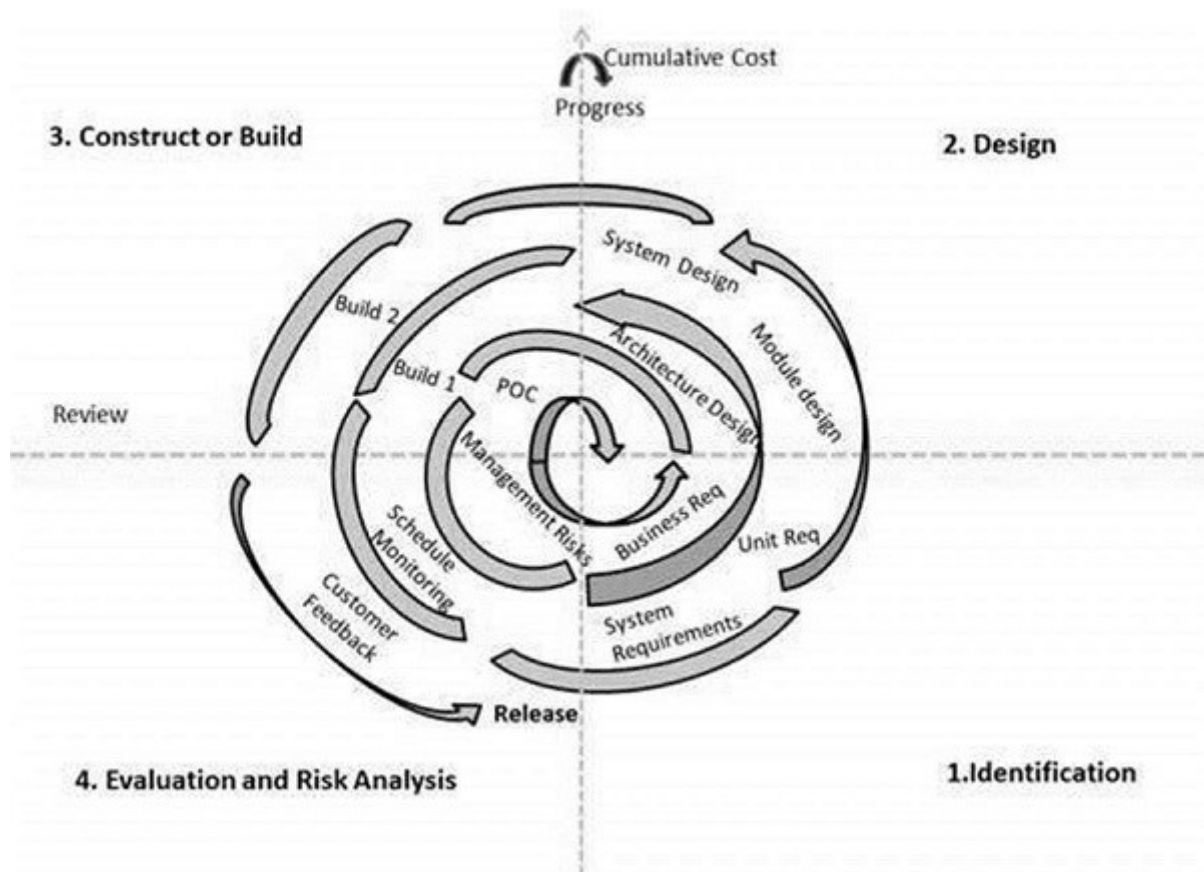 Cumulative Cost
Progress
3. Construct or Build
2. Design
System Design
Build 2
Module design
Architecture Design
Build 1
POC
Review
Management Risks
Business Req
Unit Req
Schedule
Monitoring
System
Requirements
Customer
Feedback
Release
4. Evaluation and Risk Analysis
1.Identification